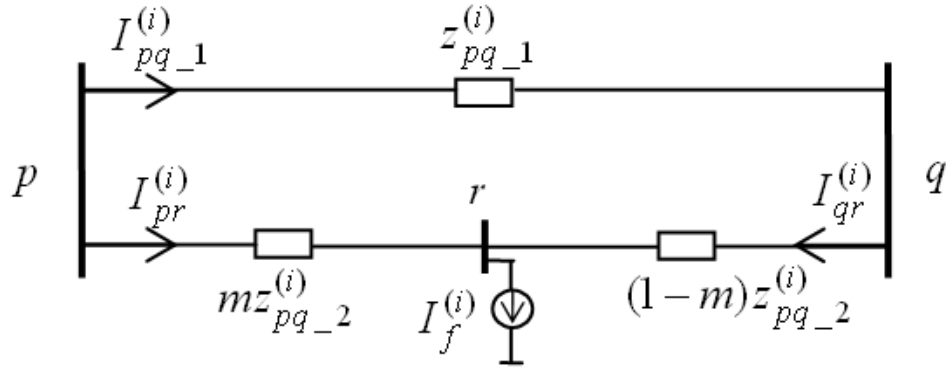 I_{pq_1}^{(i)}
z_{pq_1}^{(i)}
p
q
I_{pr}^{(i)}
r
I_{qr}^{(i)}
mz_{pq_2}^{(i)}
I_f^{(i)}
(1-m)z_{pq_2}^{(i)}